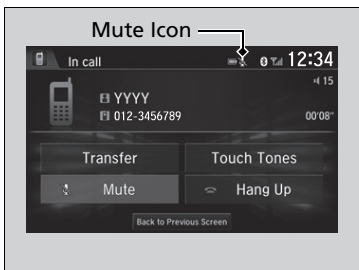 Mute Icon
In call
12:34
15
YYYY
012-3456789
00'08"
Transfer
Touch Tones
Mute
Hang Up
Back to Previous Screen